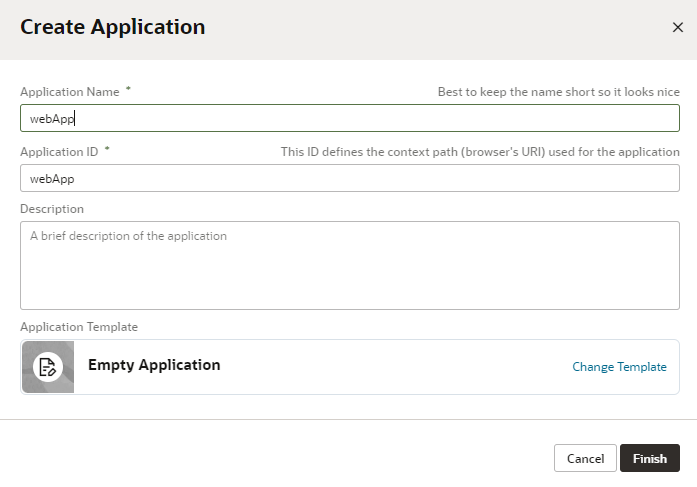 Create Application
Application Name * Best to keep the name short so it looks nice
webApp
Application ID * This ID defines the context path (browser's URI) used for the application
webApp
Description
A brief description of the application
Application Template
Empty Application Change Template
Cancel Finish